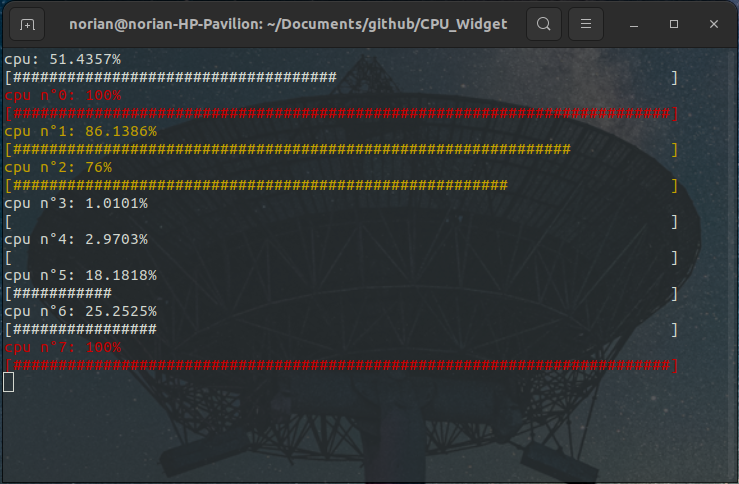 norian@norian-HP-Pavilion: ~/Documents/github/CPU_Widget
cpu: 51.4357%
[####################################                                     ]
cpu n°0: 100%
[#########################################################################]
cpu n°1: 86.1386%
[##############################################################           ]
cpu n°2: 76%
[#######################################################                  ]
cpu n°3: 1.0101%
[                                                                         ]
cpu n°4: 2.9703%
[                                                                         ]
cpu n°5: 18.1818%
[###########                                                              ]
cpu n°6: 25.2525%
[################                                                         ]
cpu n°7: 100%
[#########################################################################]